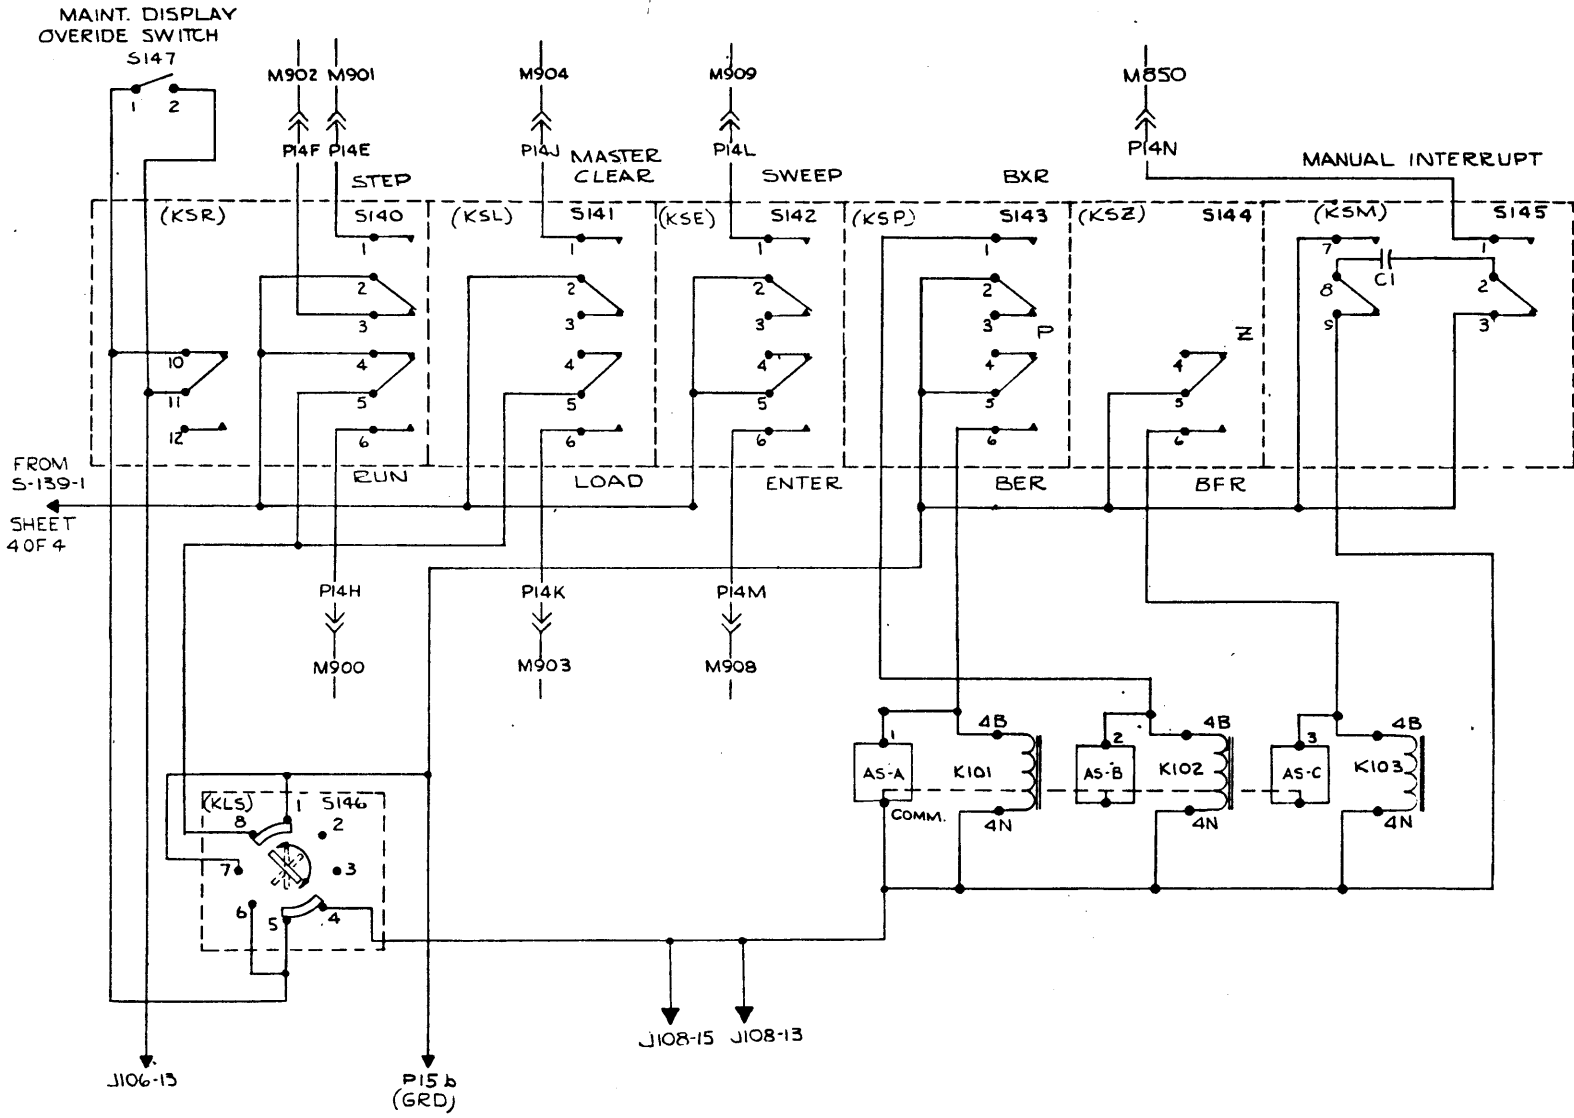 MAINT. DISPLAY
OVERIDE SWITCH
S147
1 2
M902 M901
M904
M909
M850
P14F P14E
P14J
P14L
P14N
MASTER
CLEAR
STEP
SWEEP
BXR
MANUAL INTERRUPT
(KSR)
S140
(KSL)
S141
(KSE)
S142
(KSP)
S143
(KSZ)
S144
(KSM)
S145
1
1
1
1
7
1
C1
2
2
2
2
8
2
3
3
3
3
P
Z
9
3
10
4
4
4
4
4
11
5
5
5
5
5
12
6
6
6
6
6
FROM
S-139-1
SHEET
4 OF 4
RUN
LOAD
ENTER
BER
BFR
P14H
P14K
P14M
M900
M903
M908
1
AS-A
4B
K101
4N
COMM.
2
AS-B
4B
K102
4N
3
AS-C
4B
K103
4N
(KLS)
S146
8
1
2
7
3
6
5
4
J108-15 J108-13
J106-13
P15 b
(GRD)